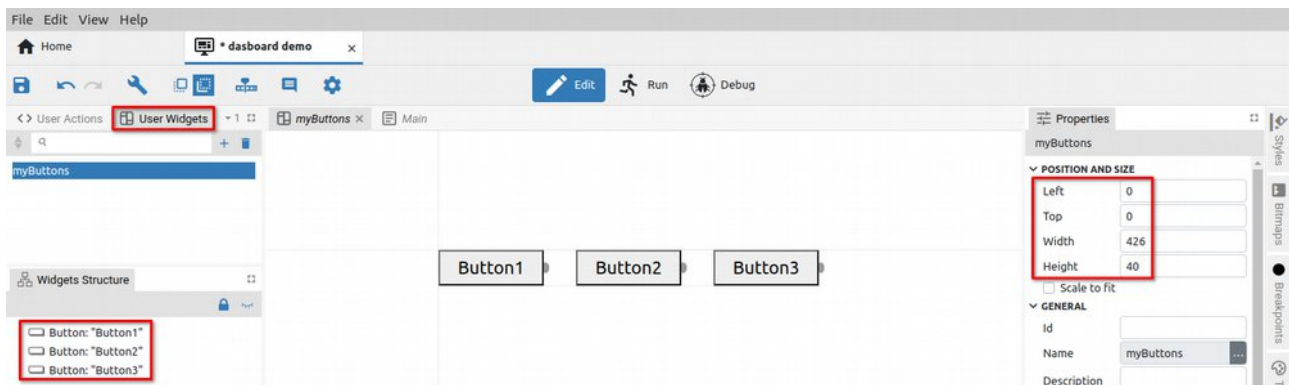 File Edit View Help
Home * dasboard demo ×
Edit Run Debug
<> User Actions User Widgets 1 myButtons × Main Properties
myButtons
myButtons
POSITION AND SIZE
Left 0
Top 0
Width 426
Height 40
Scale to fit
Button1 Button2 Button3
Widgets Structure
GENERAL
Id
Name myButtons ...
Description
Button: "Button1"
Button: "Button2"
Button: "Button3"
Styles
Bitmaps
Breakpoints